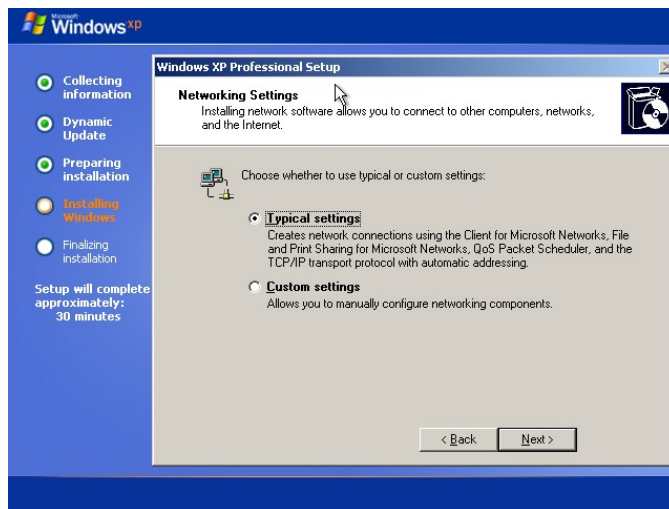 Microsoft
Windows xp
Collecting
information
Dynamic
Update
Preparing
installation
Installing
Windows
Finalizing
installation
Setup will complete
approximately:
30 minutes
Windows XP Professional Setup
Networking Settings
Installing network software allows you to connect to other computers, networks,
and the Internet.
Choose whether to use typical or custom settings:
Typical settings
Creates network connections using the Client for Microsoft Networks, File
and Print Sharing for Microsoft Networks, QoS Packet Scheduler, and the
TCP/IP transport protocol with automatic addressing.
Custom settings
Allows you to manually configure networking components.
< Back
Next >